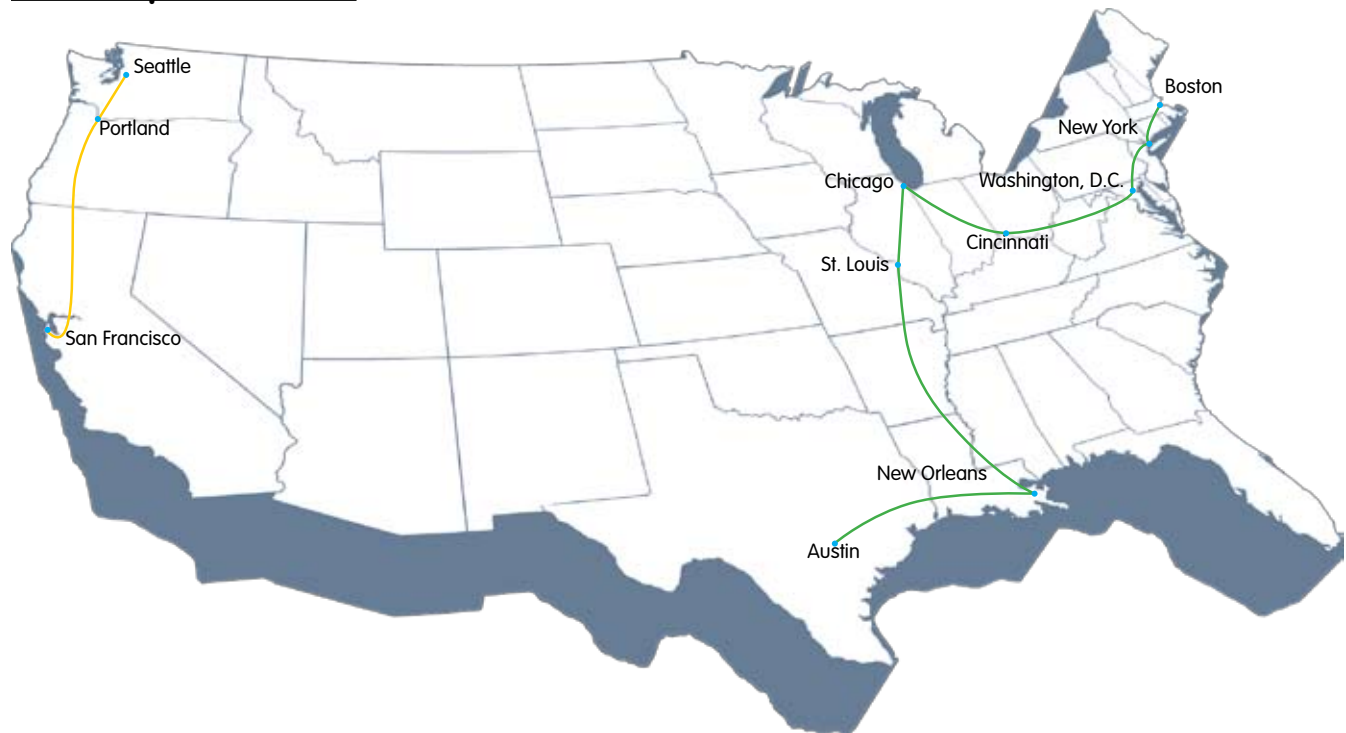 Seattle
Boston
New York
Portland
Chicago
Washington, D.C.
Cincinnati
St. Louis
San Francisco
New Orleans
Austin